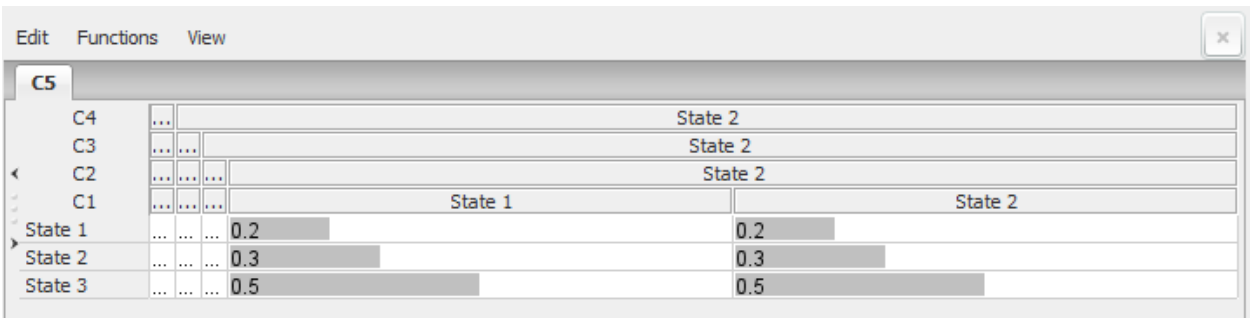 Edit Functions View
C5
C4 ... State 2
C3 ... ... State 2
C2 ... ... ... State 2
C1 ... ... ... State 1 State 2
State 1 ... ... ... 0.2 0.2
State 2 ... ... ... 0.3 0.3
State 3 ... ... ... 0.5 0.5